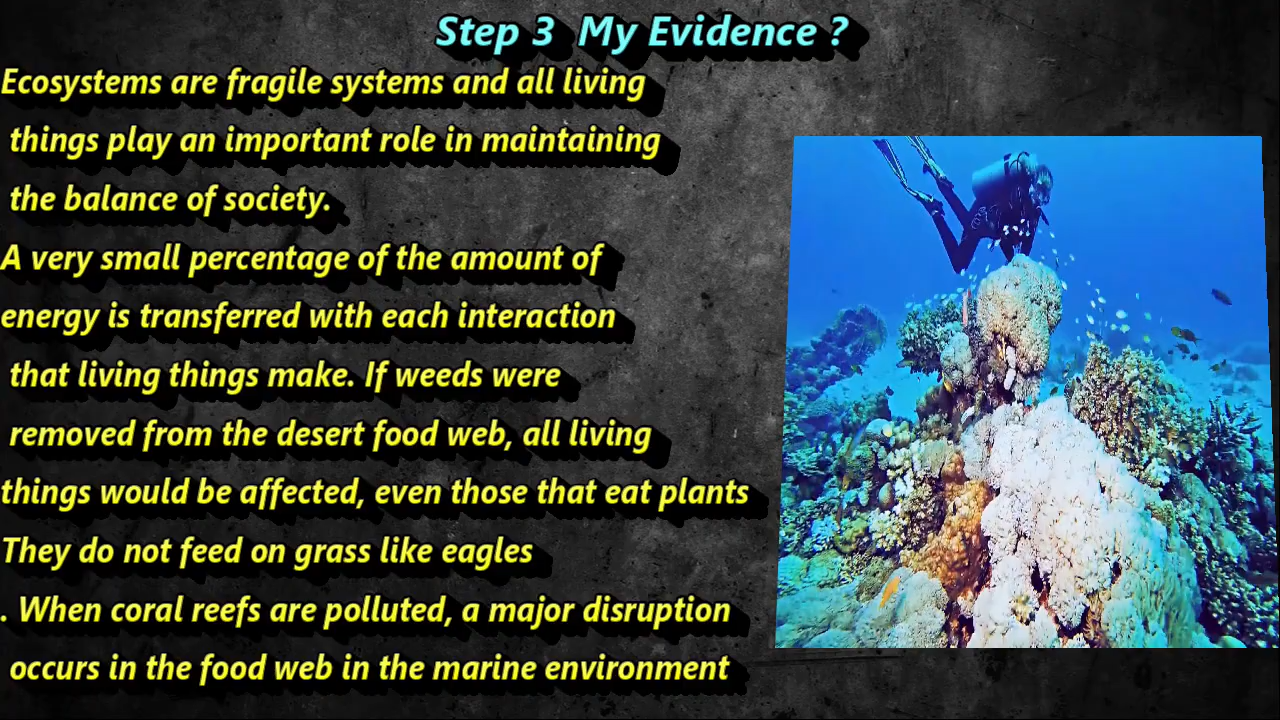 Step 3 My Evidence ?
Ecosystems are fragile systems and all living
things play an important role in maintaining
the balance of society.
A very small percentage of the amount of
energy is transferred with each interaction
that living things make. If weeds were
removed from the desert food web, all living
things would be affected, even those that eat plants
They do not feed on grass like eagles
. When coral reefs are polluted, a major disruption
occurs in the food web in the marine environment